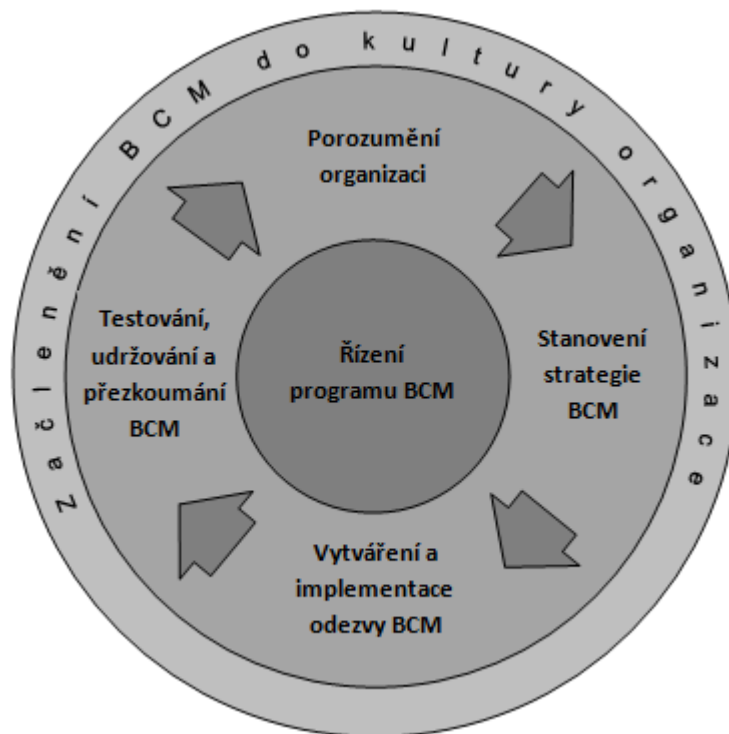 Začlenění BCM do kultury organizace
Porozumění
organizaci
Testování,
udržování a
přezkoumání
BCM
Řízení
programu BCM
Stanovení
strategie
BCM
Vytváření a
implementace
odezvy BCM